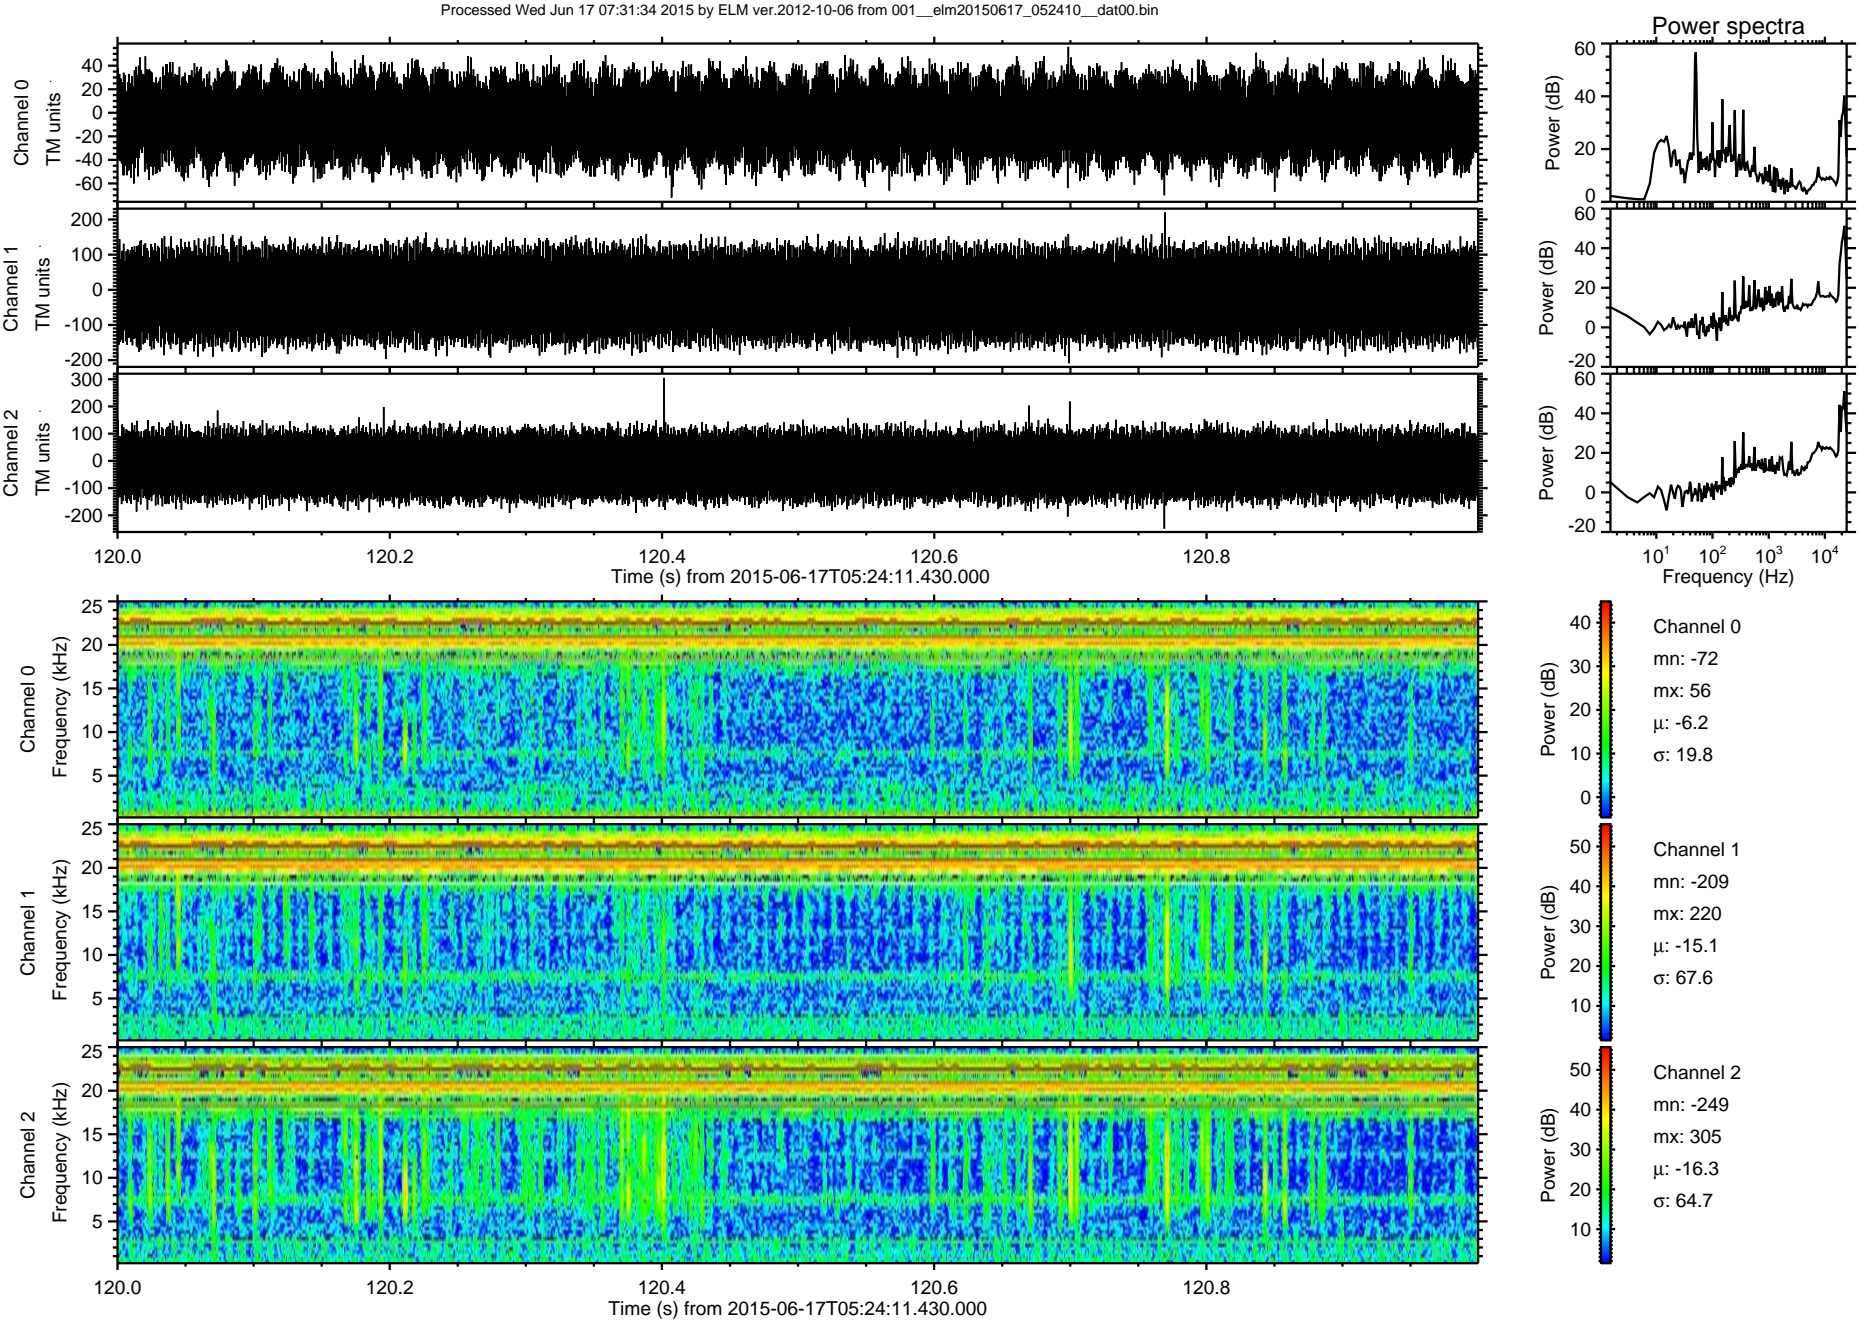 Processed Wed Jun 17 07:31:34 2015 by ELM ver.2012-10-06 from 001__elm20150617_052410__dat00.bin
Power spectra
Channel 0
TM units
40
20
0
-20
-40
-60
Power (dB)
60
40
20
0
Channel 1
TM units
200
100
0
-100
-200
Power (dB)
60
40
20
0
-20
Channel 2
TM units
300
200
100
0
-100
-200
Power (dB)
60
40
20
0
-20
120.0 120.2 120.4 120.6 120.8
Time (s) from 2015-06-17T05:24:11.430.000
10¹ 10² 10³ 10⁴
Frequency (Hz)
Channel 0
Frequency (kHz)
25
20
15
10
5
Power (dB)
40
30
20
10
0
Channel 0
mn: -72
mx: 56
μ: -6.2
σ: 19.8
Channel 1
Frequency (kHz)
25
20
15
10
5
Power (dB)
50
40
30
20
10
Channel 1
mn: -209
mx: 220
μ: -15.1
σ: 67.6
Channel 2
Frequency (kHz)
25
20
15
10
5
Power (dB)
50
40
30
20
10
Channel 2
mn: -249
mx: 305
μ: -16.3
σ: 64.7
120.0 120.2 120.4 120.6 120.8
Time (s) from 2015-06-17T05:24:11.430.000